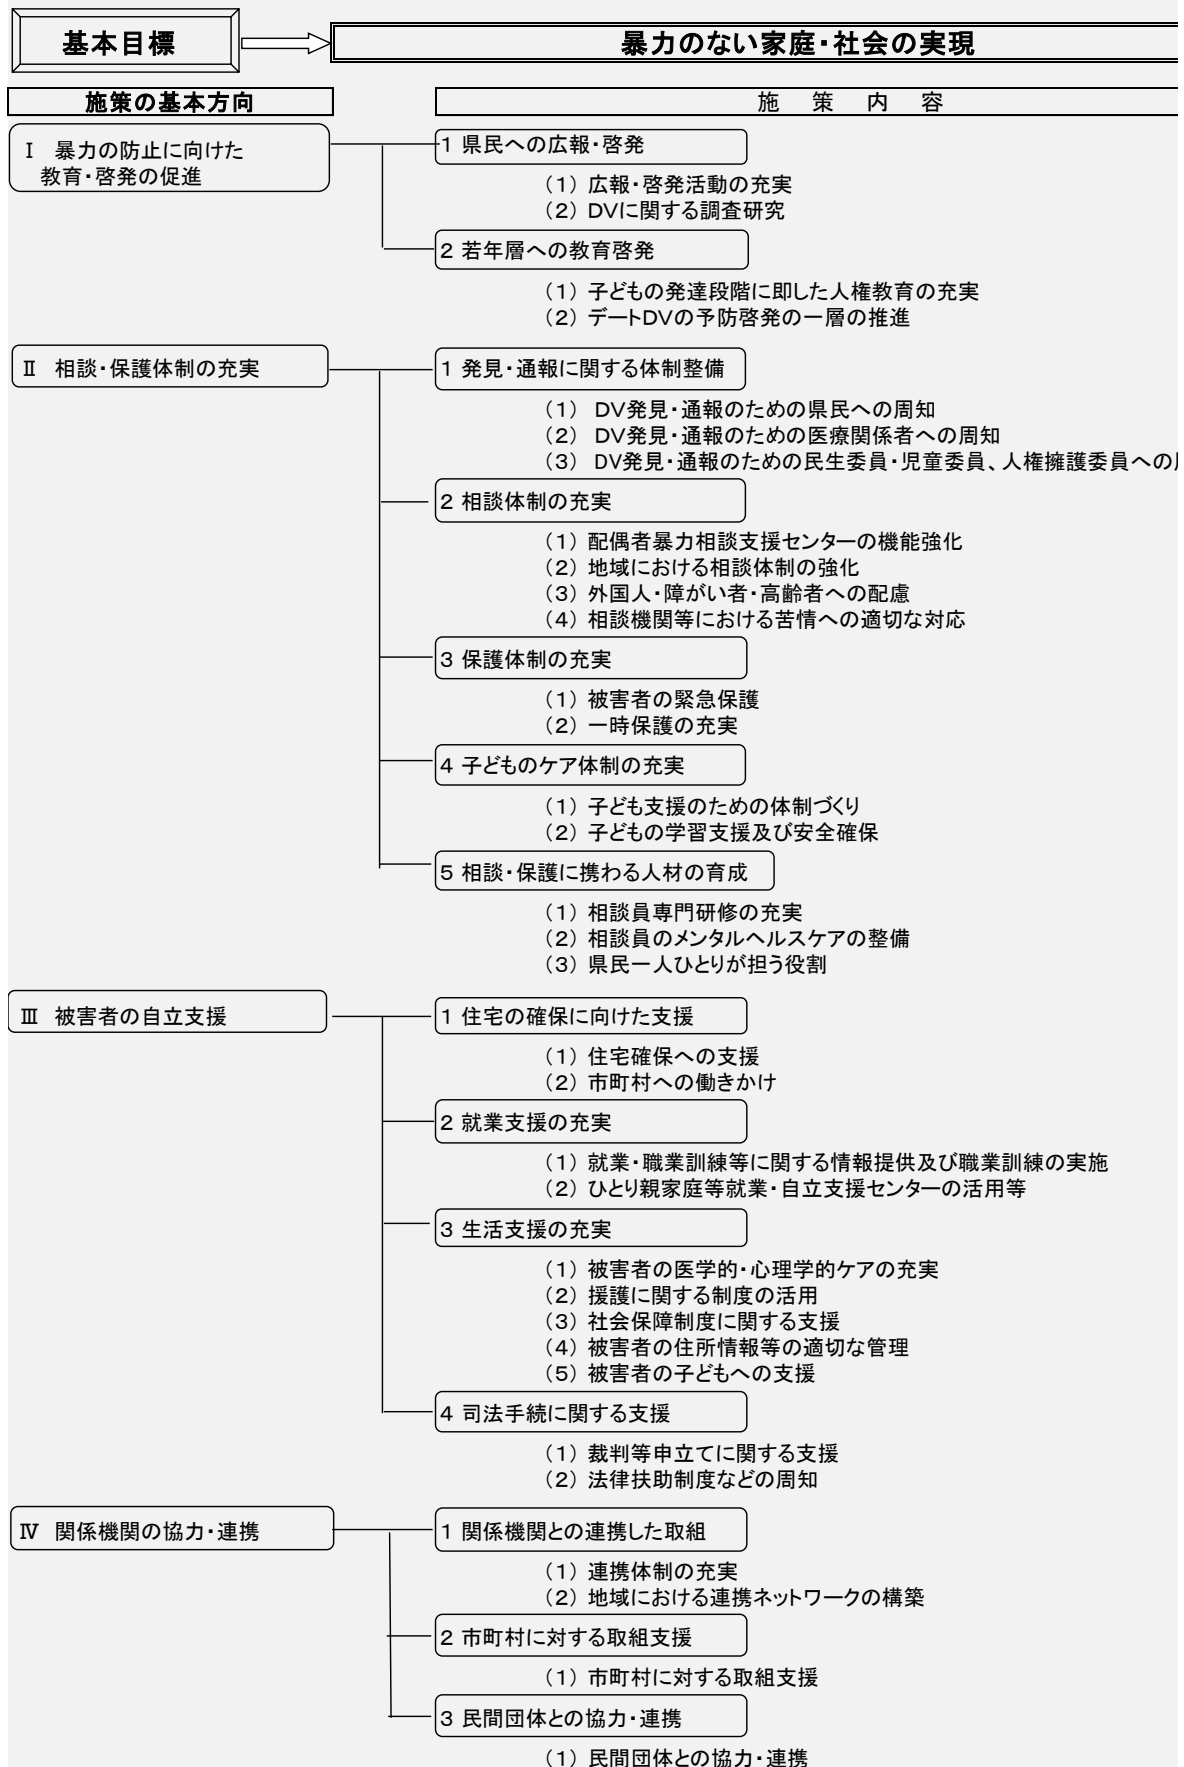 基本目標
暴力のない家庭・社会の実現
施策の基本方向
施 策 内 容
Ⅰ 暴力の防止に向けた
教育・啓発の促進
1 県民への広報・啓発
(1) 広報・啓発活動の充実
(2) DVに関する調査研究
2 若年層への教育啓発
(1) 子どもの発達段階に即した人権教育の充実
(2) デートDVの予防啓発の一層の推進
Ⅱ 相談・保護体制の充実
1 発見・通報に関する体制整備
(1) DV発見・通報のための県民への周知
(2) DV発見・通報のための医療関係者への周知
(3) DV発見・通報のための民生委員・児童委員、人権擁護委員への
2 相談体制の充実
(1) 配偶者暴力相談支援センターの機能強化
(2) 地域における相談体制の強化
(3) 外国人・障がい者・高齢者への配慮
(4) 相談機関等における苦情への適切な対応
3 保護体制の充実
(1) 被害者の緊急保護
(2) 一時保護の充実
4 子どものケア体制の充実
(1) 子ども支援のための体制づくり
(2) 子どもの学習支援及び安全確保
5 相談・保護に携わる人材の育成
(1) 相談員専門研修の充実
(2) 相談員のメンタルヘルスケアの整備
(3) 県民一人ひとりが担う役割
Ⅲ 被害者の自立支援
1 住宅の確保に向けた支援
(1) 住宅確保への支援
(2) 市町村への働きかけ
2 就業支援の充実
(1) 就業・職業訓練等に関する情報提供及び職業訓練の実施
(2) ひとり親家庭等就業・自立支援センターの活用等
3 生活支援の充実
(1) 被害者の医学的・心理学的ケアの充実
(2) 援護に関する制度の活用
(3) 社会保障制度に関する支援
(4) 被害者の住所情報等の適切な管理
(5) 被害者の子どもへの支援
4 司法手続に関する支援
(1) 裁判等申立てに関する支援
(2) 法律扶助制度などの周知
Ⅳ 関係機関の協力・連携
1 関係機関との連携した取組
(1) 連携体制の充実
(2) 地域における連携ネットワークの構築
2 市町村に対する取組支援
(1) 市町村に対する取組支援
3 民間団体との協力・連携
(1) 民間団体との協力・連携